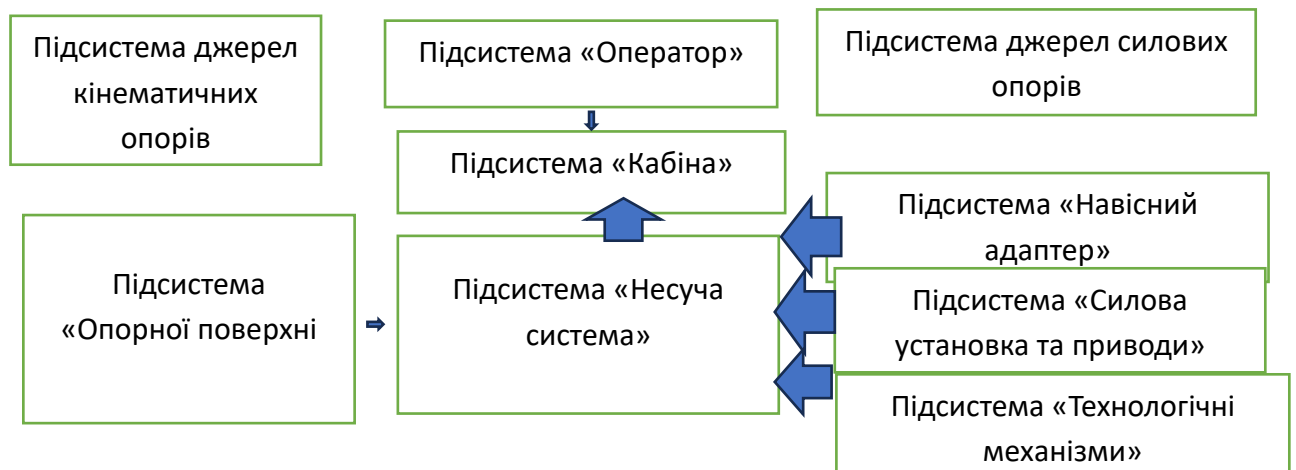 Підсистема джерел
кінематичних
опорів
Підсистема «Оператор»
Підсистема джерел силових
опорів
Підсистема «Кабіна»
Підсистема «Навісний
адаптер»
Підсистема
«Опорної поверхні
Підсистема «Несуча
система»
Підсистема «Силова
установка та приводи»
Підсистема «Технологічні
механізми»